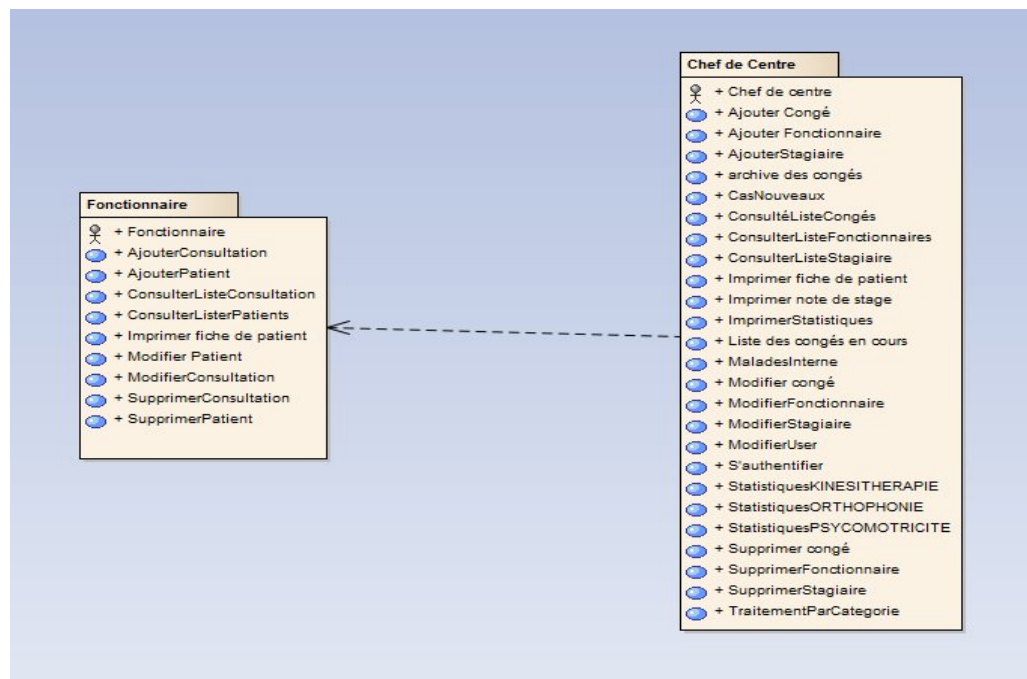 Fonctionnaire
+ Fonctionnaire
+ AjouterConsultation
+ AjouterPatient
+ ConsulterListeConsultation
+ ConsulterListerPatients
+ Imprimer fiche de patient
+ Modifier Patient
+ ModifierConsultation
+ SupprimerConsultation
+ SupprimerPatient
Chef de Centre
+ Chef de centre
+ Ajouter Congé
+ Ajouter Fonctionnaire
+ AjouterStagiaire
+ archive des congés
+ CasNouveaux
+ ConsultéListeCongés
+ ConsulterListeFonctionnaires
+ ConsulterListeStagiaire
+ Imprimer fiche de patient
+ Imprimer note de stage
+ ImprimerStatistiques
+ Liste des congés en cours
+ MaladesInterne
+ Modifier congé
+ ModifierFonctionnaire
+ ModifierStagiaire
+ ModifierUser
+ S'authentifier
+ StatistiquesKINESITHERAPIE
+ StatistiquesORTHOPHONIE
+ StatistiquesPSYCOMOTRICITE
+ Supprimer congé
+ SupprimerFonctionnaire
+ SupprimerStagiaire
+ TraitementParCategorie